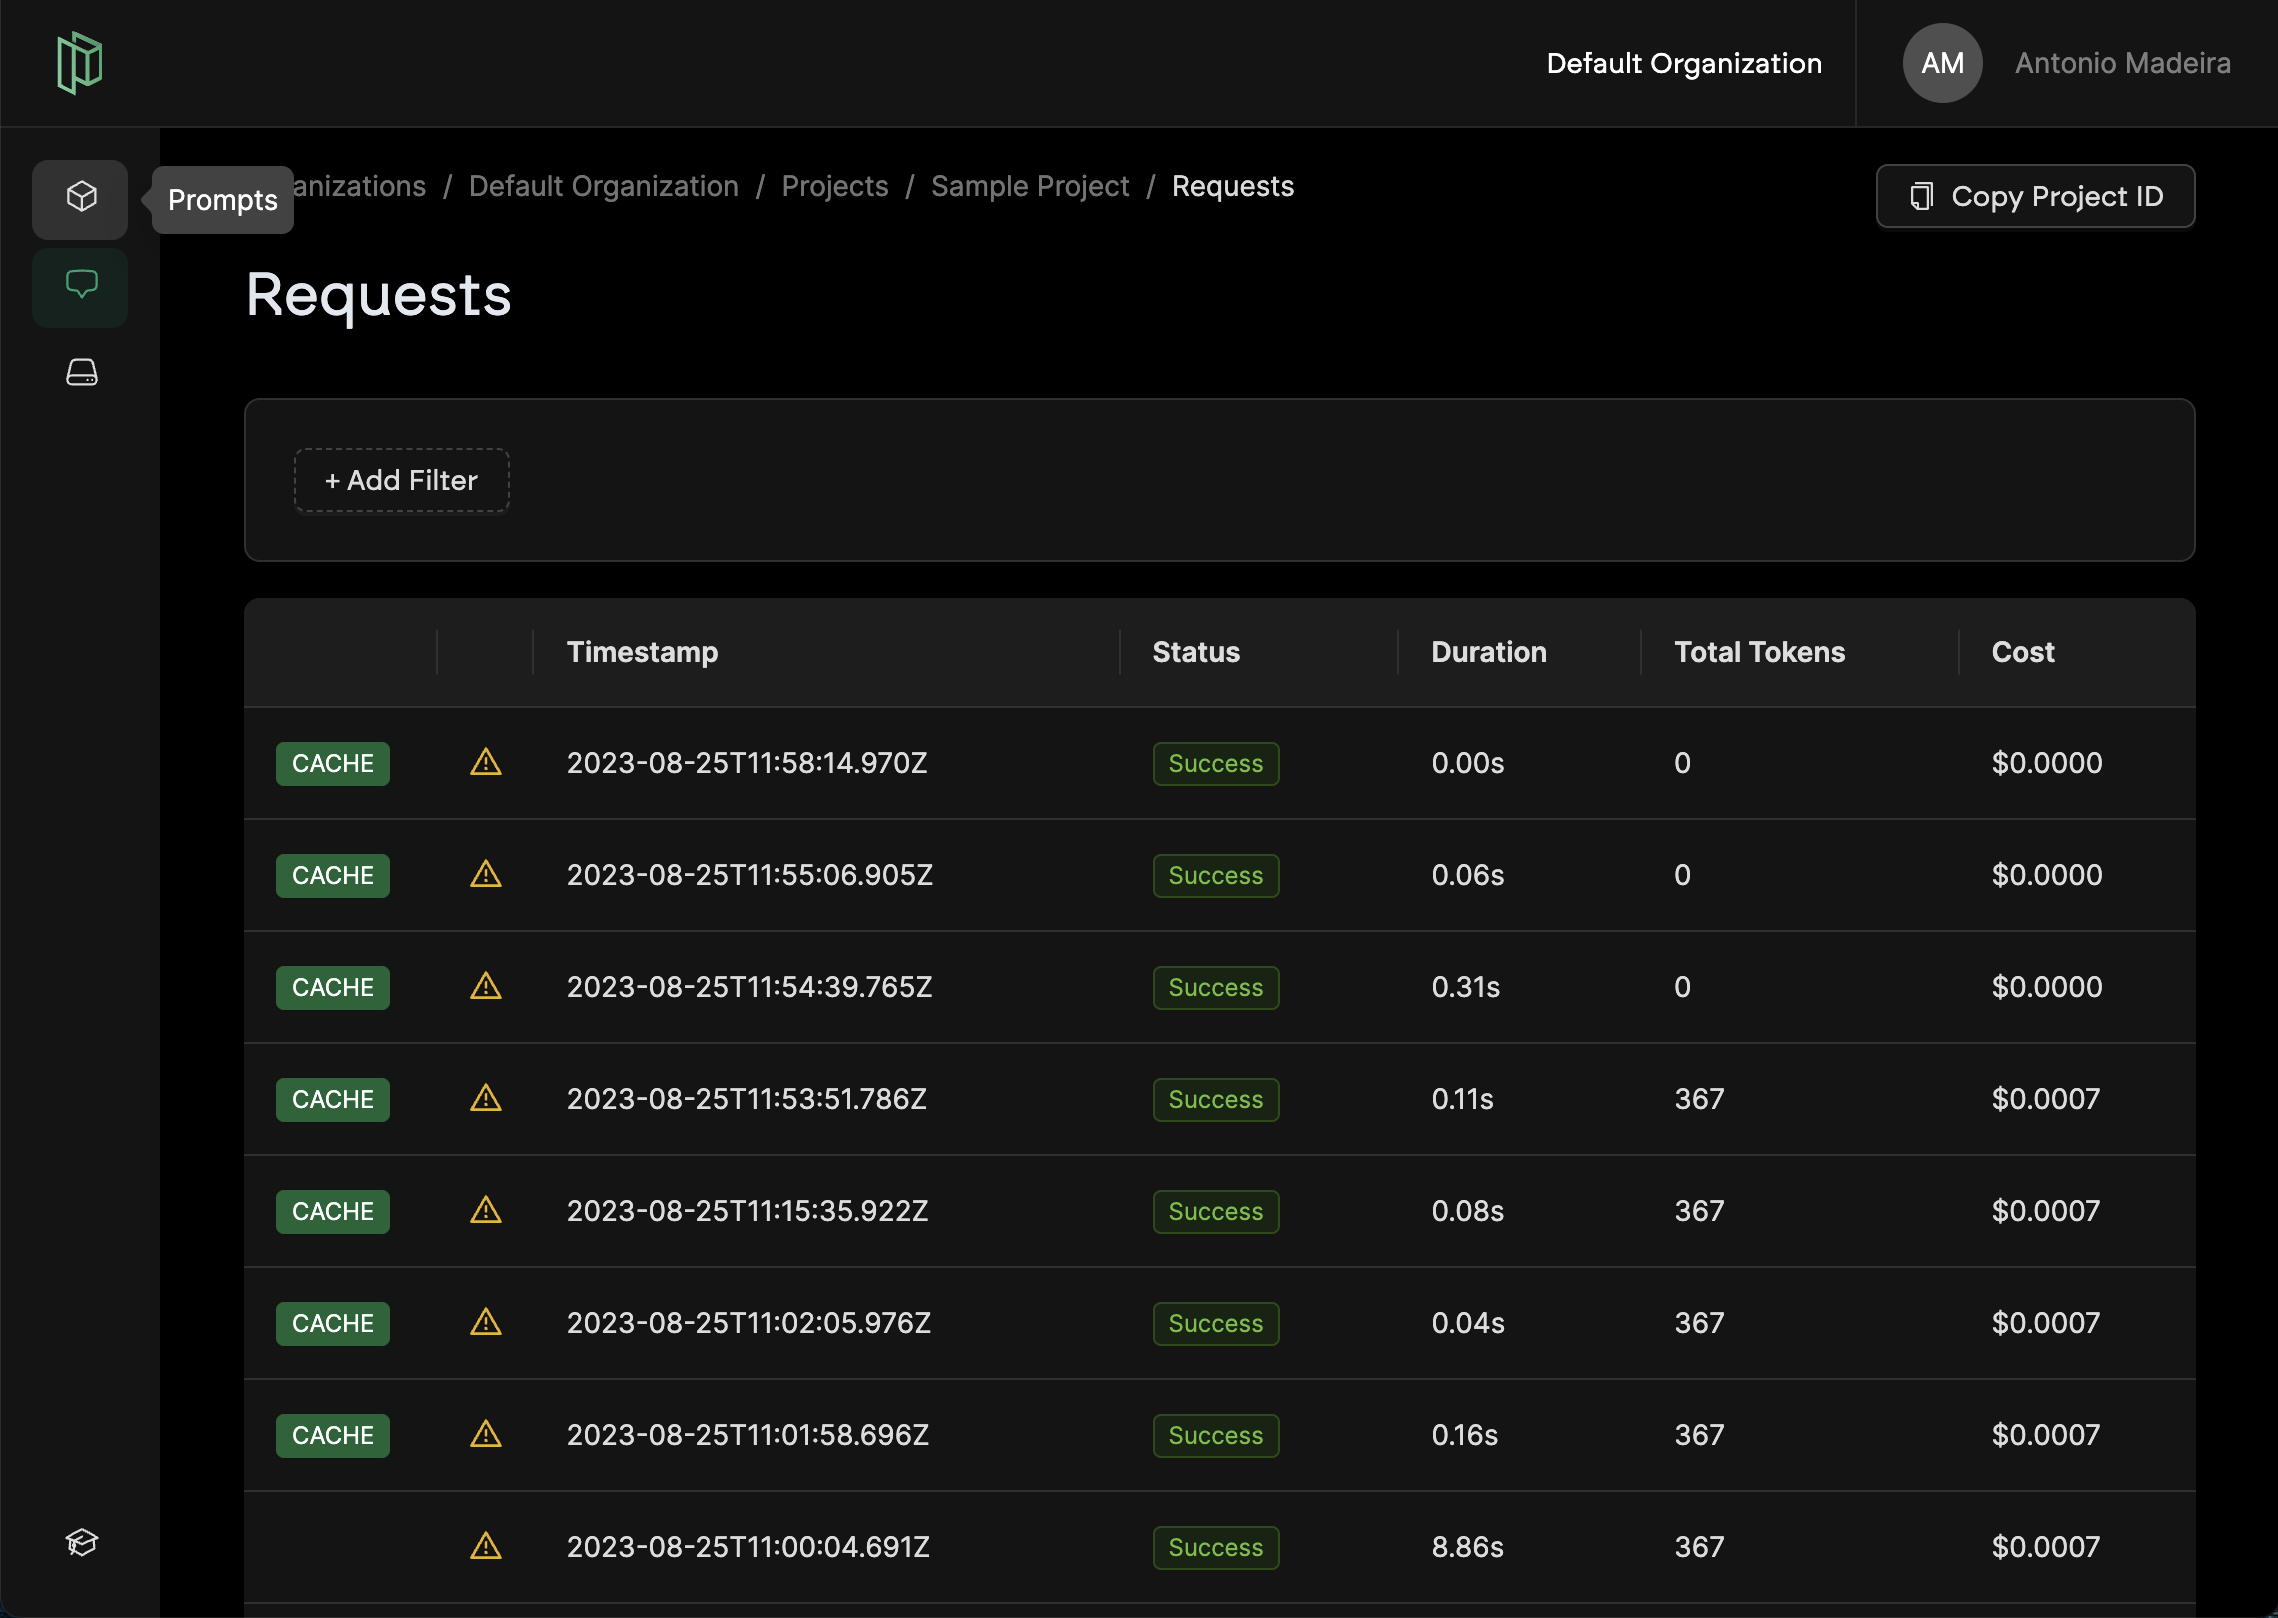 Default Organization
AM
Antonio Madeira
Prompts
anizations / Default Organization / Projects / Sample Project / Requests
Copy Project ID
Requests
+ Add Filter
Timestamp Status Duration Total Tokens Cost
CACHE 2023-08-25T11:58:14.970Z Success 0.00s 0 $0.0000
CACHE 2023-08-25T11:55:06.905Z Success 0.06s 0 $0.0000
CACHE 2023-08-25T11:54:39.765Z Success 0.31s 0 $0.0000
CACHE 2023-08-25T11:53:51.786Z Success 0.11s 367 $0.0007
CACHE 2023-08-25T11:15:35.922Z Success 0.08s 367 $0.0007
CACHE 2023-08-25T11:02:05.976Z Success 0.04s 367 $0.0007
CACHE 2023-08-25T11:01:58.696Z Success 0.16s 367 $0.0007
2023-08-25T11:00:04.691Z Success 8.86s 367 $0.0007